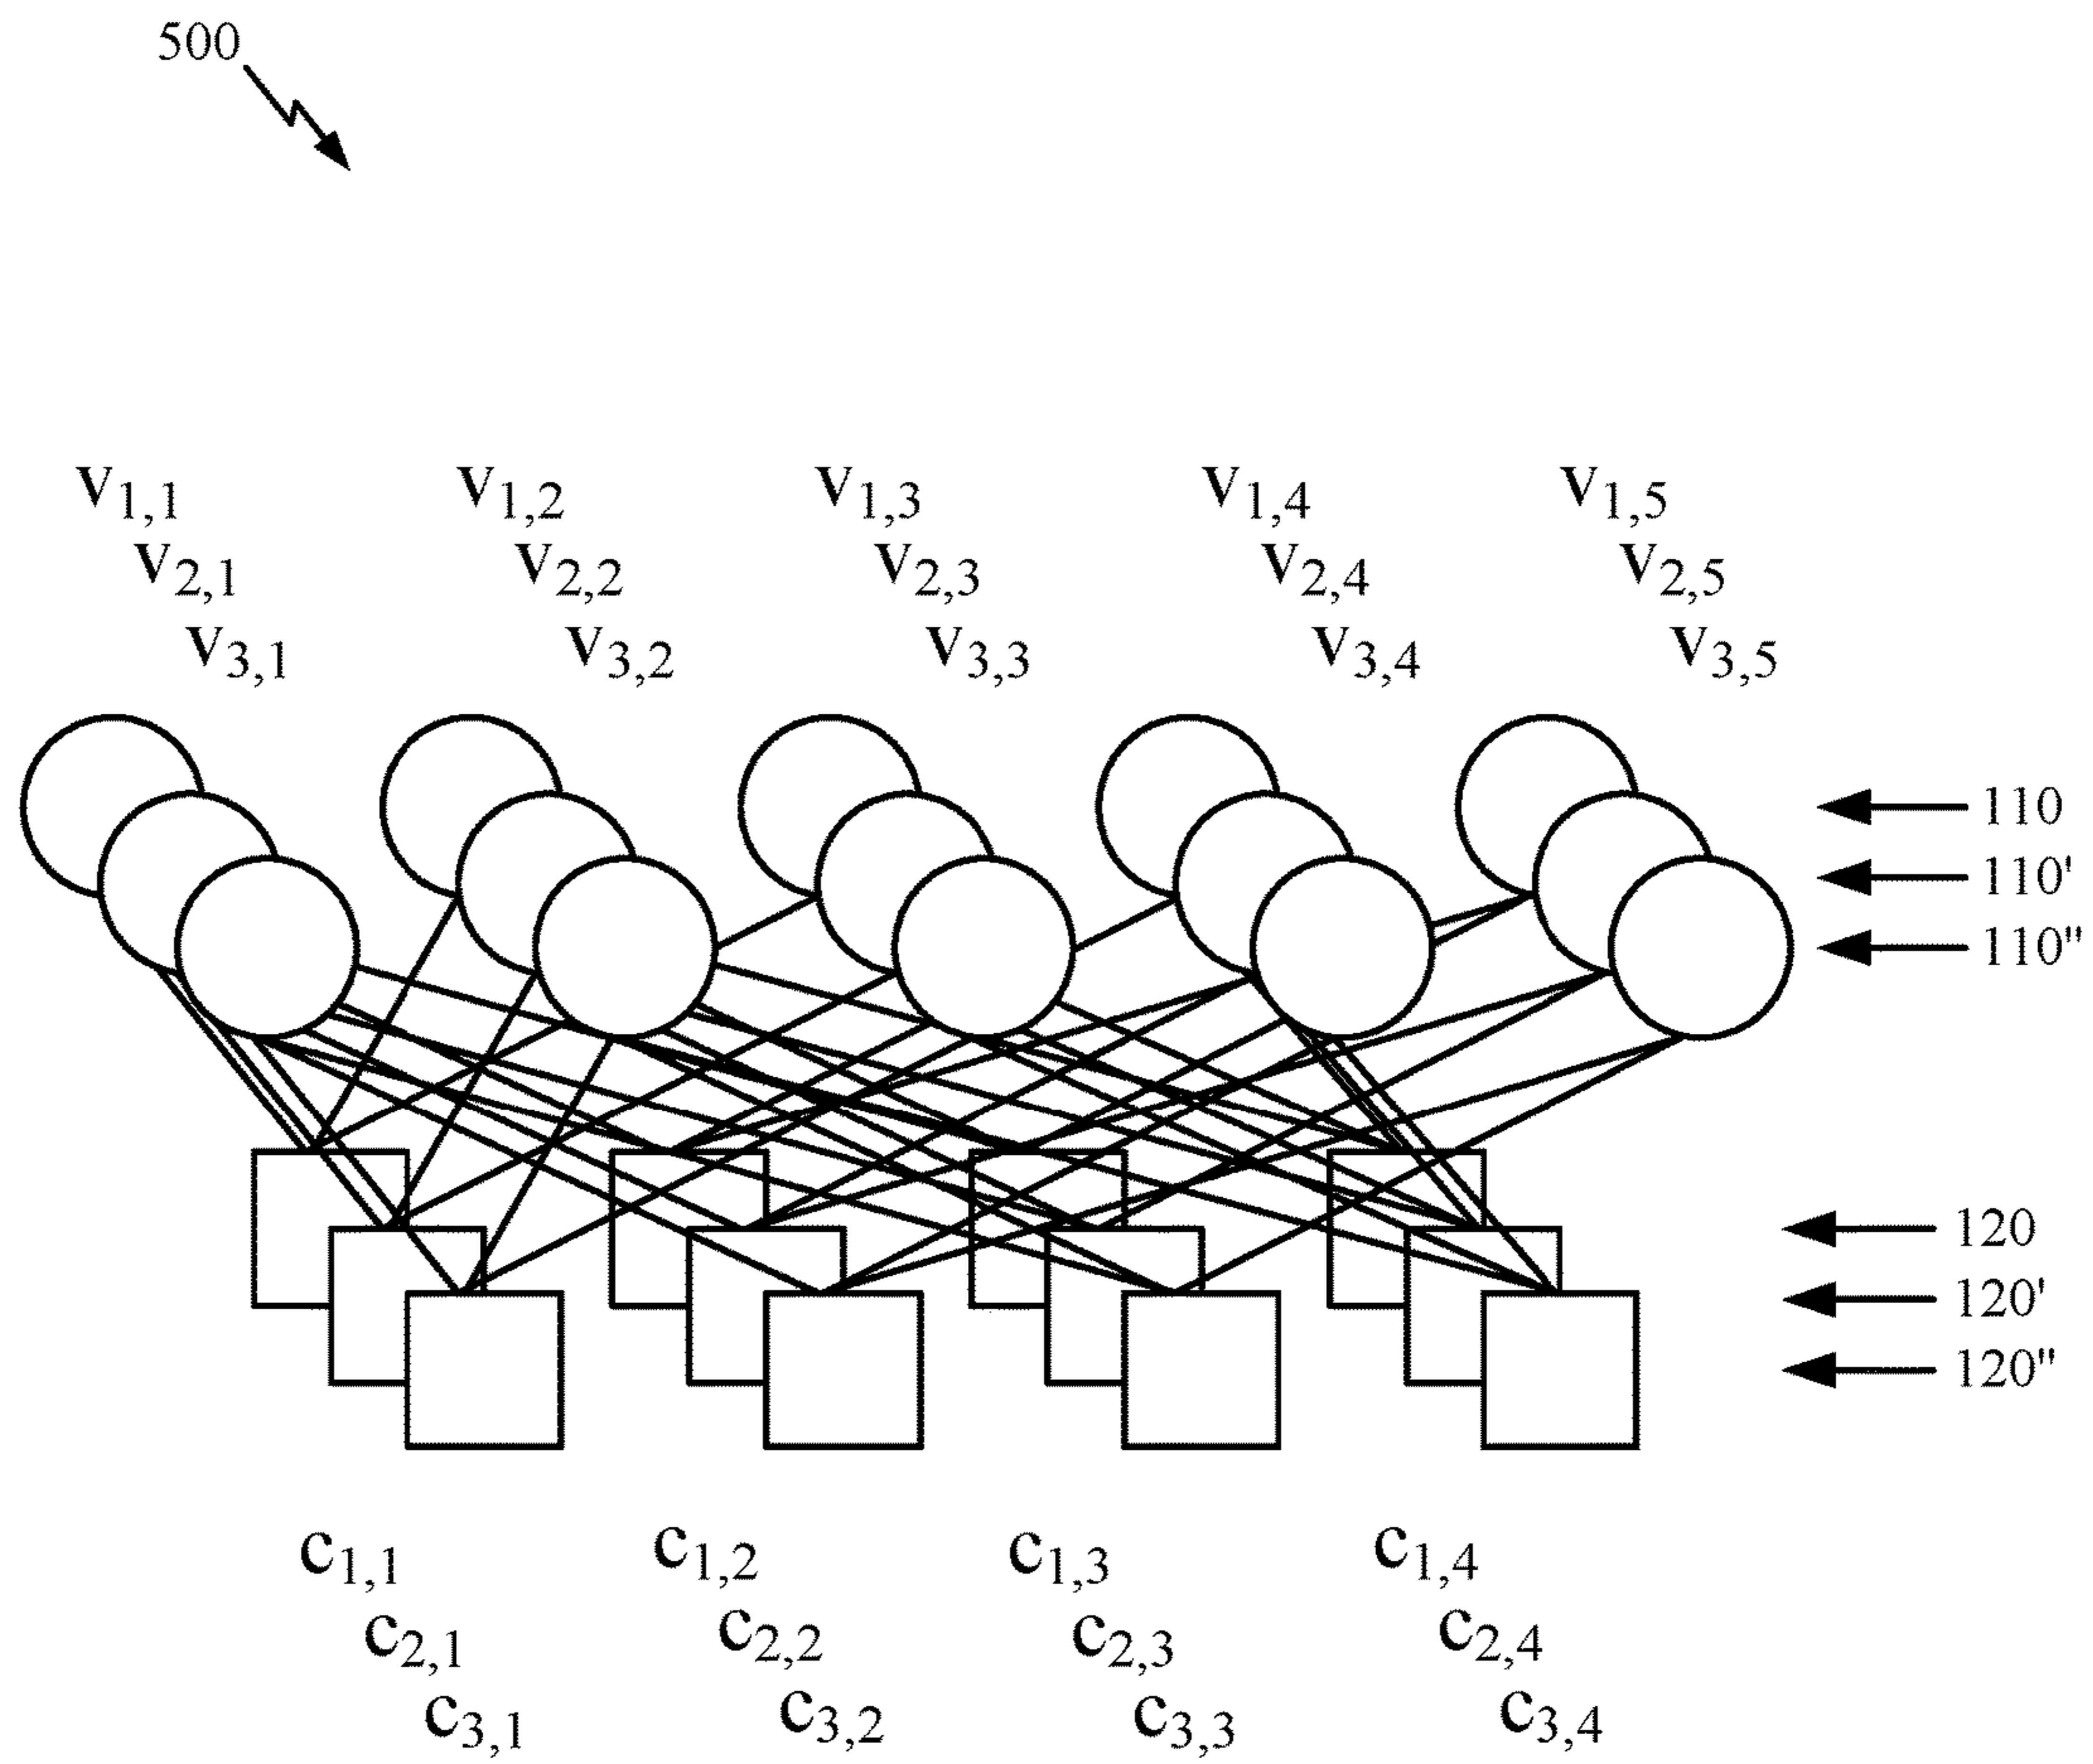 500
v1,1 v1,2 v1,3 v1,4 v1,5
v2,1 v2,2 v2,3 v2,4 v2,5
v3,1 v3,2 v3,3 v3,4 v3,5
110
110'
110"
120
120'
120"
c1,1 c1,2 c1,3 c1,4
c2,1 c2,2 c2,3 c2,4
c3,1 c3,2 c3,3 c3,4